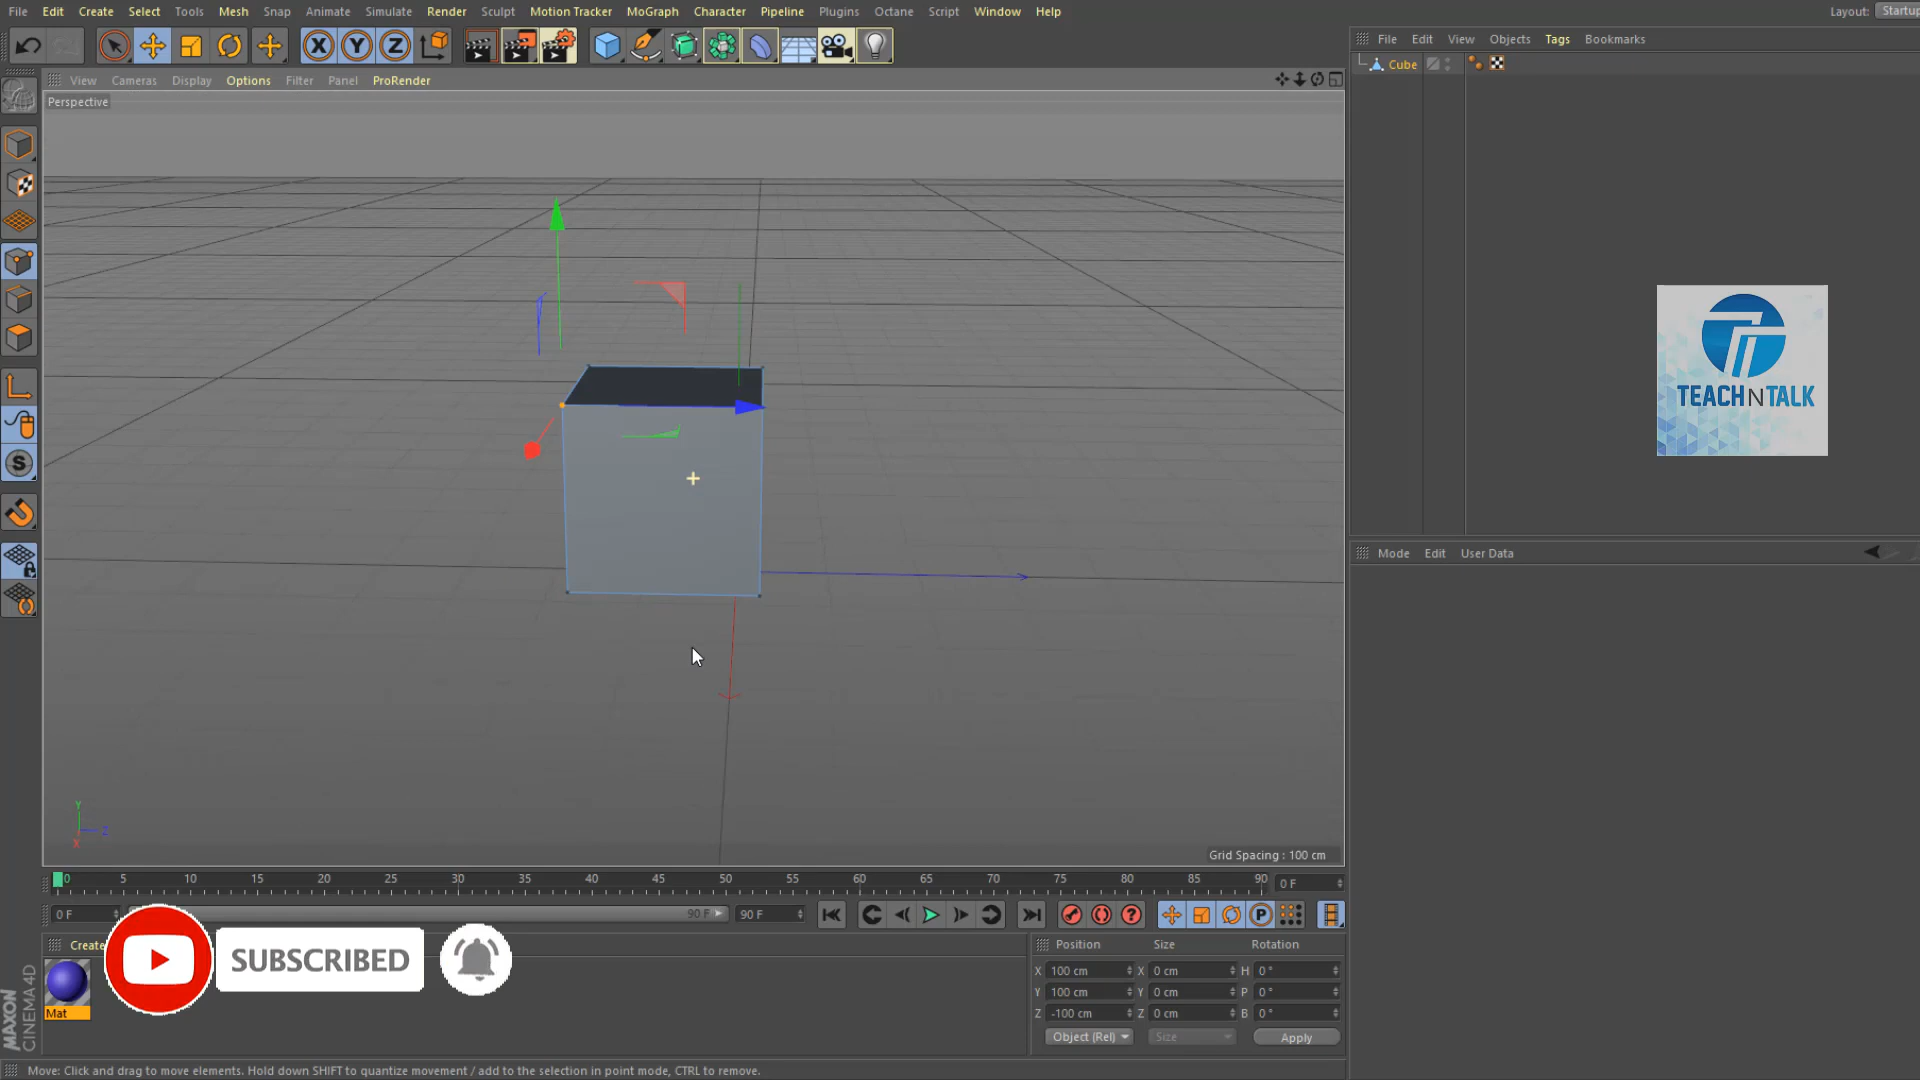 File Edit Create Select Tools Mesh Snap Animate Simulate Render Sculpt Motion Tracker MoGraph Character Pipeline Plugins Octane Script Window Help
Layout: Startup
X Y Z
File Edit View Objects Tags Bookmarks
Cube
View Cameras Display Options Filter Panel ProRender
Perspective
TEACHNTALK
S
Mode Edit User Data
Y
Z
X
Grid Spacing : 100 cm
0 5 10 15 20 25 30 35 40 45 50 55 60 65 70 75 80 85 90
0 F
0 F 90 F 90 F
P
Create
SUBSCRIBED
Mat
MAXON
CINEMA4D
Position Size Rotation
X 100 cm X 0 cm H 0 °
Y 100 cm Y 0 cm P 0 °
Z -100 cm Z 0 cm B 0 °
Object (Rel) Size Apply
Move: Click and drag to move elements. Hold down SHIFT to quantize movement / add to the selection in point mode, CTRL to remove.